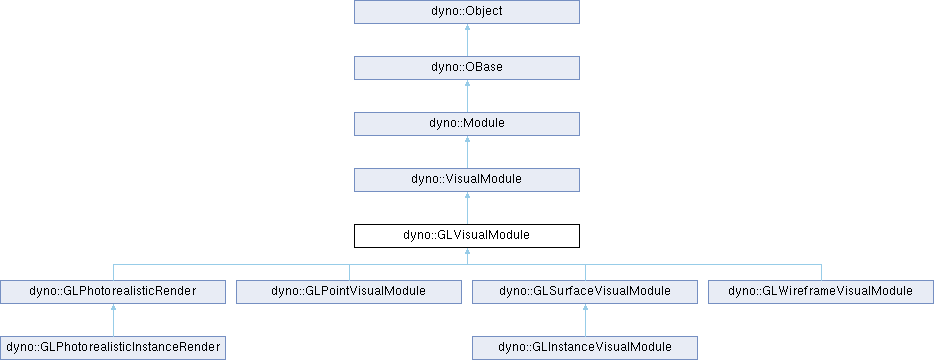 dyno::Object
dyno::OBase
dyno::Module
dyno::VisualModule
dyno::GLVisualModule
dyno::GLPhotorealisticRender
dyno::GLPointVisualModule
dyno::GLSurfaceVisualModule
dyno::GLWireframeVisualModule
dyno::GLPhotorealisticInstanceRender
dyno::GLInstanceVisualModule